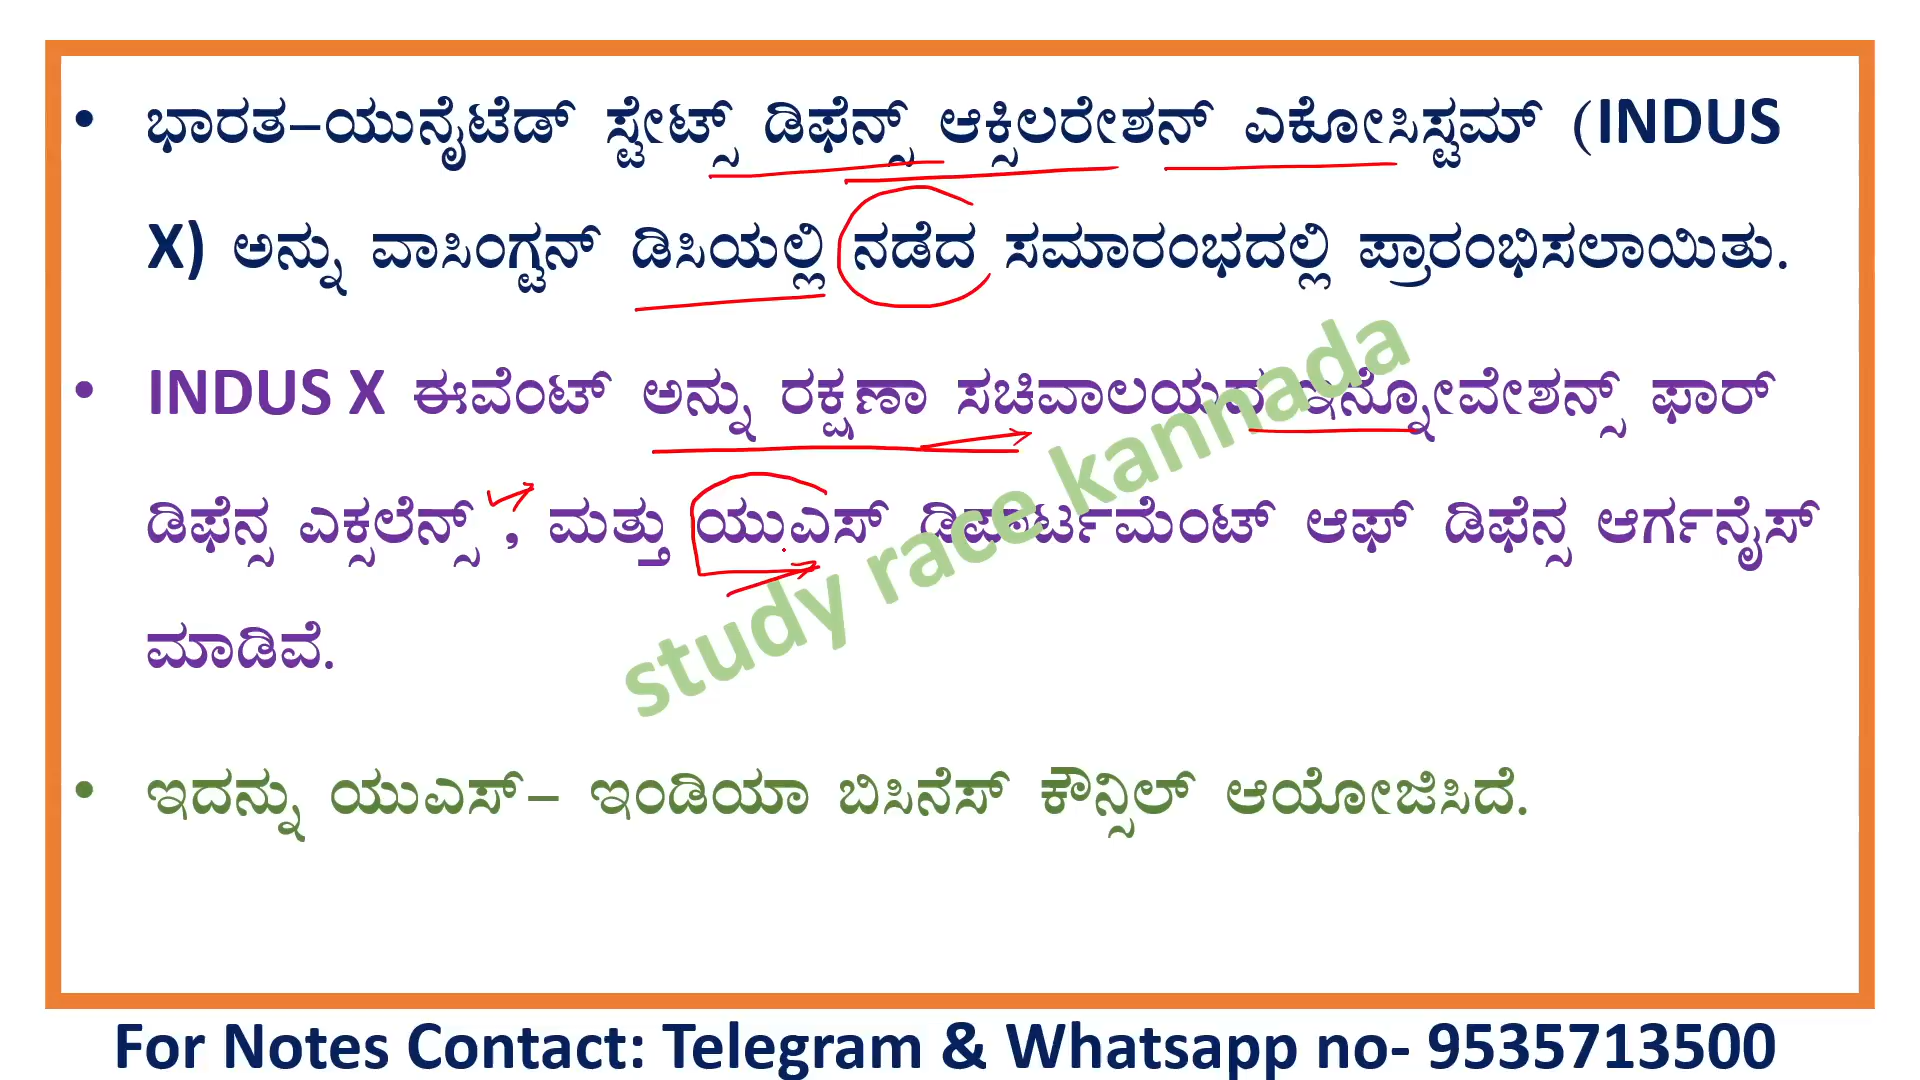 • ಭಾರತ–ಯುನೈಟೆಡ್ ಸ್ಟೇಟ್ಸ್ ಡಿಫೆನ್ಸ್ ಆಕ್ಸಿಲರೇಶನ್ ಎಕೋಸಿಸ್ಟಮ್ (INDUS
X) ಅನ್ನು ವಾಸಿಂಗ್ಟನ್ ಡಿಸಿಯಲ್ಲಿ ನಡೆದ ಸಮಾರಂಭದಲ್ಲಿ ಪ್ರಾರಂಭಿಸಲಾಯಿತು.
• INDUS X ಈವೆಂಟ್ ಅನ್ನು ರಕ್ಷಣಾ ಸಚಿವಾಲಯದ ಇನ್ನೋವೇಶನ್ಸ್ ಫಾರ್
ಡಿಫೆನ್ಸ ಎಕ್ಸಲೆನ್ಸ್ , ಮತ್ತು ಯುಎಸ್ ಡಿಪಾರ್ಟಮೆಂಟ್ ಆಫ್ ಡಿಫೆನ್ಸ ಆರ್ಗನೈಸ್
ಮಾಡಿವೆ.
• ಇದನ್ನು ಯುಎಸ್– ಇಂಡಿಯಾ ಬಿಸಿನೆಸ್ ಕೌನ್ಸಿಲ್ ಆಯೋಜಿಸಿದೆ.
study race kannada
For Notes Contact: Telegram & Whatsapp no- 9535713500